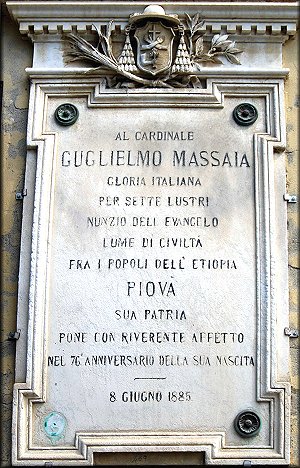 AL CARDINALE
GUGLIELMO MASSAIA
GLORIA ITALIANA
PER SETTE LUSTRI
NUNZIO DELL EVANGELO
LUME DI CIVILTÀ
FRA I POPOLI DELL'ETIOPIA
PIOVÀ
SUA PATRIA
PONE CON RIVERENTE AFFETTO
NEL 76° ANNIVERSARIO DELLA SUA NASCITA
8 GIUGNO 1885